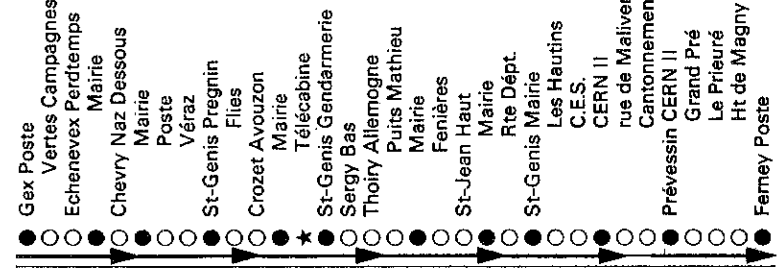 Gex Poste
Vertes Campagnes
Echenevex Perdtemps
Mairie
Chevry Naz Dessous
Mairie
Poste
Véraz
St-Genis Pregnin
Flies
Crozet Avouzon
Mairie
Télécabine
St-Genis Gendarmerie
Sergy Bas
Thoiry Allemogne
Puits Mathieu
Mairie
Fenières
St-Jean Haut
Mairie
Rte Dépt.
St-Genis Mairie
Les Hautins
C.E.S.
CERN II
rue de Maliver
Cantonnemen
Prévessin CERN II
Grand Pré
Le Prieuré
Ht de Magny
Ferney Poste